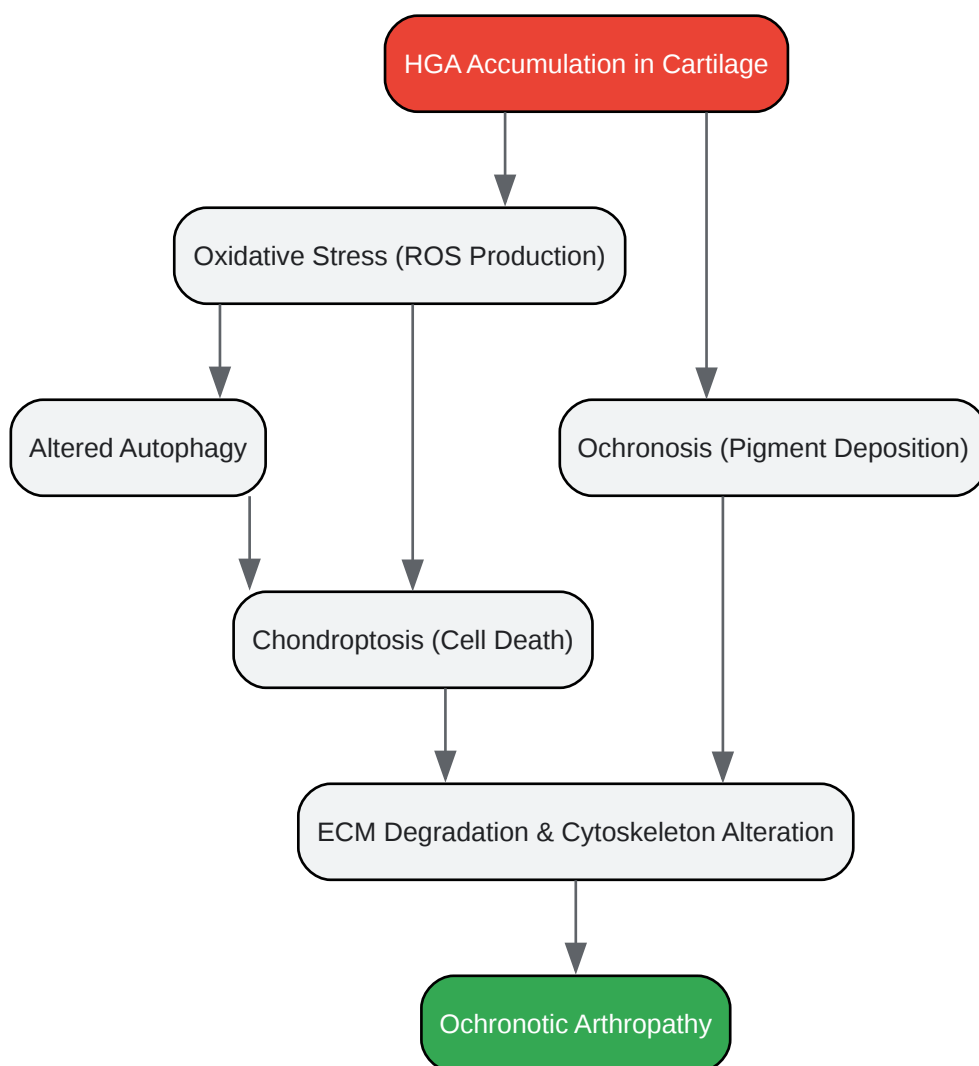 HGA Accumulation in Cartilage
Oxidative Stress (ROS Production)
Altered Autophagy
Ochronosis (Pigment Deposition)
Chondroptosis (Cell Death)
ECM Degradation & Cytoskeleton Alteration
Ochronotic Arthropathy